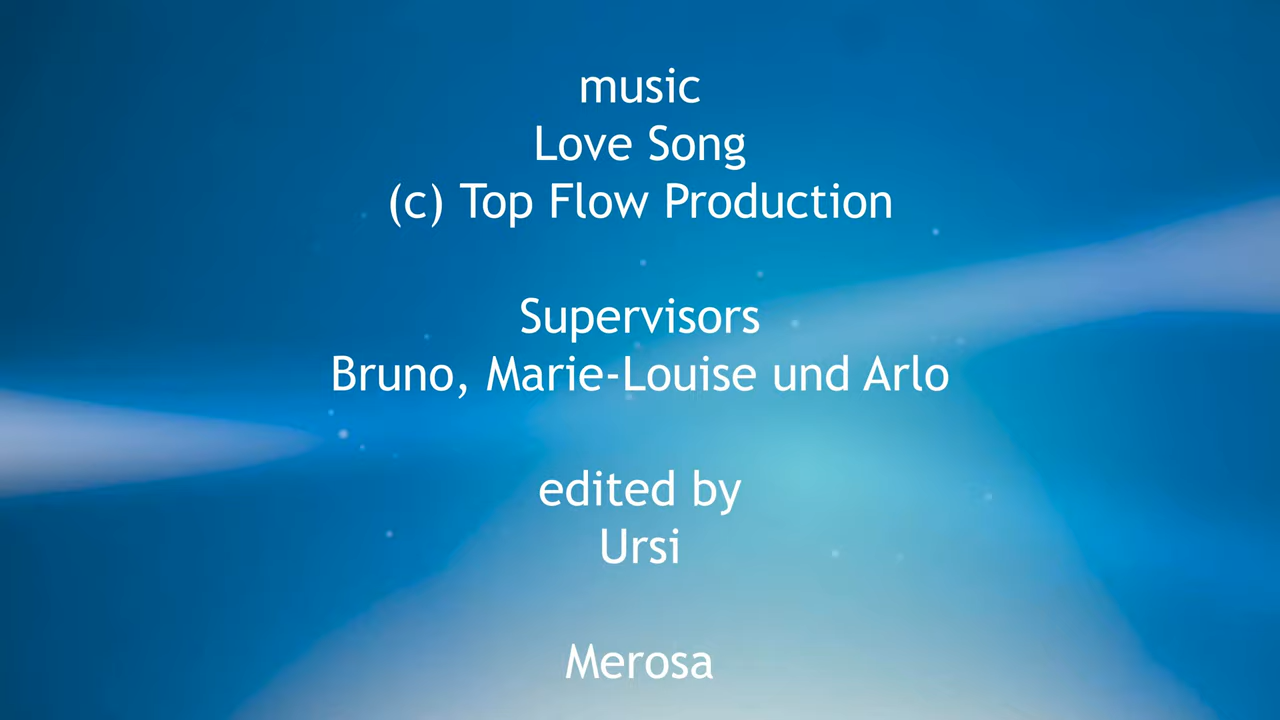 music
Love Song
(c) Top Flow Production
Supervisors
Bruno, Marie-Louise und Arlo
edited by
Ursi
Merosa